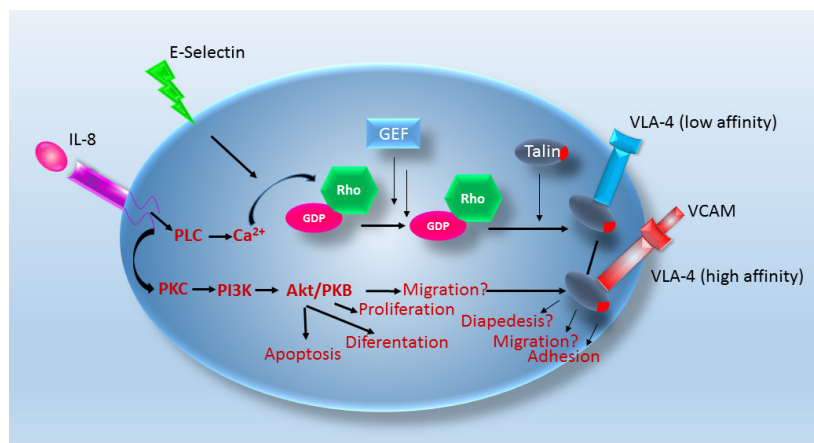 E-Selectin
IL-8
GEF
VLA-4 (low affinity)
Talin
Rho
GDP
Rho
GDP
VCAM
PLC
Ca²⁺
VLA-4 (high affinity)
PKC
PI3K
Akt/PKB
Migration?
Proliferation
Diferentation
Apoptosis
Diapedesis?
Migration?
Adhesion